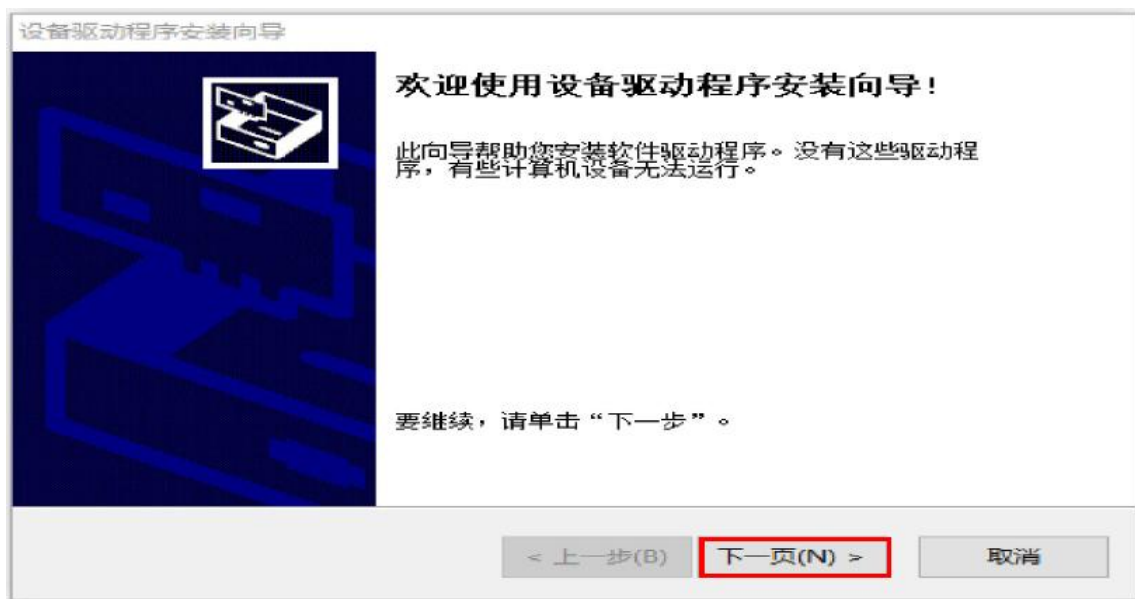 设备驱动程序安装向导
欢迎使用设备驱动程序安装向导!
此向导帮助您安装软件驱动程序。没有这些驱动程
序，有些计算机设备无法运行。
要继续，请单击“下一步”。
< 上一步(B)
下一页(N) >
取消